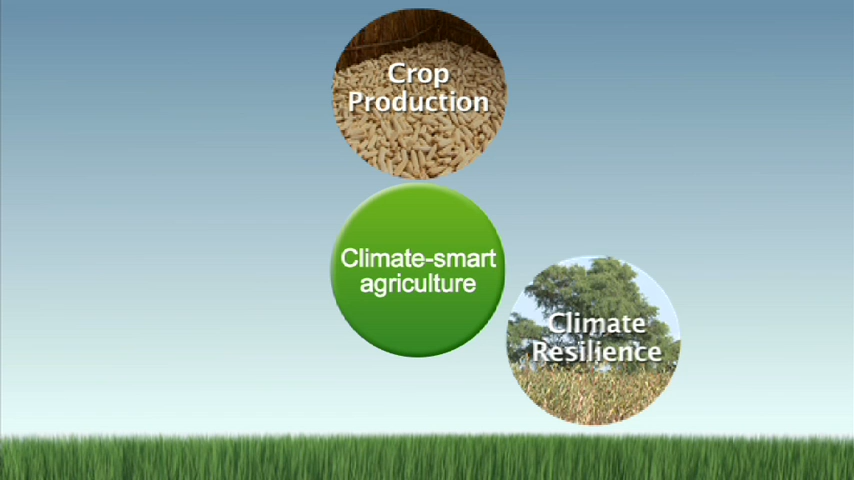 Crop
Production
Climate-smart
agriculture
Climate
Resilience